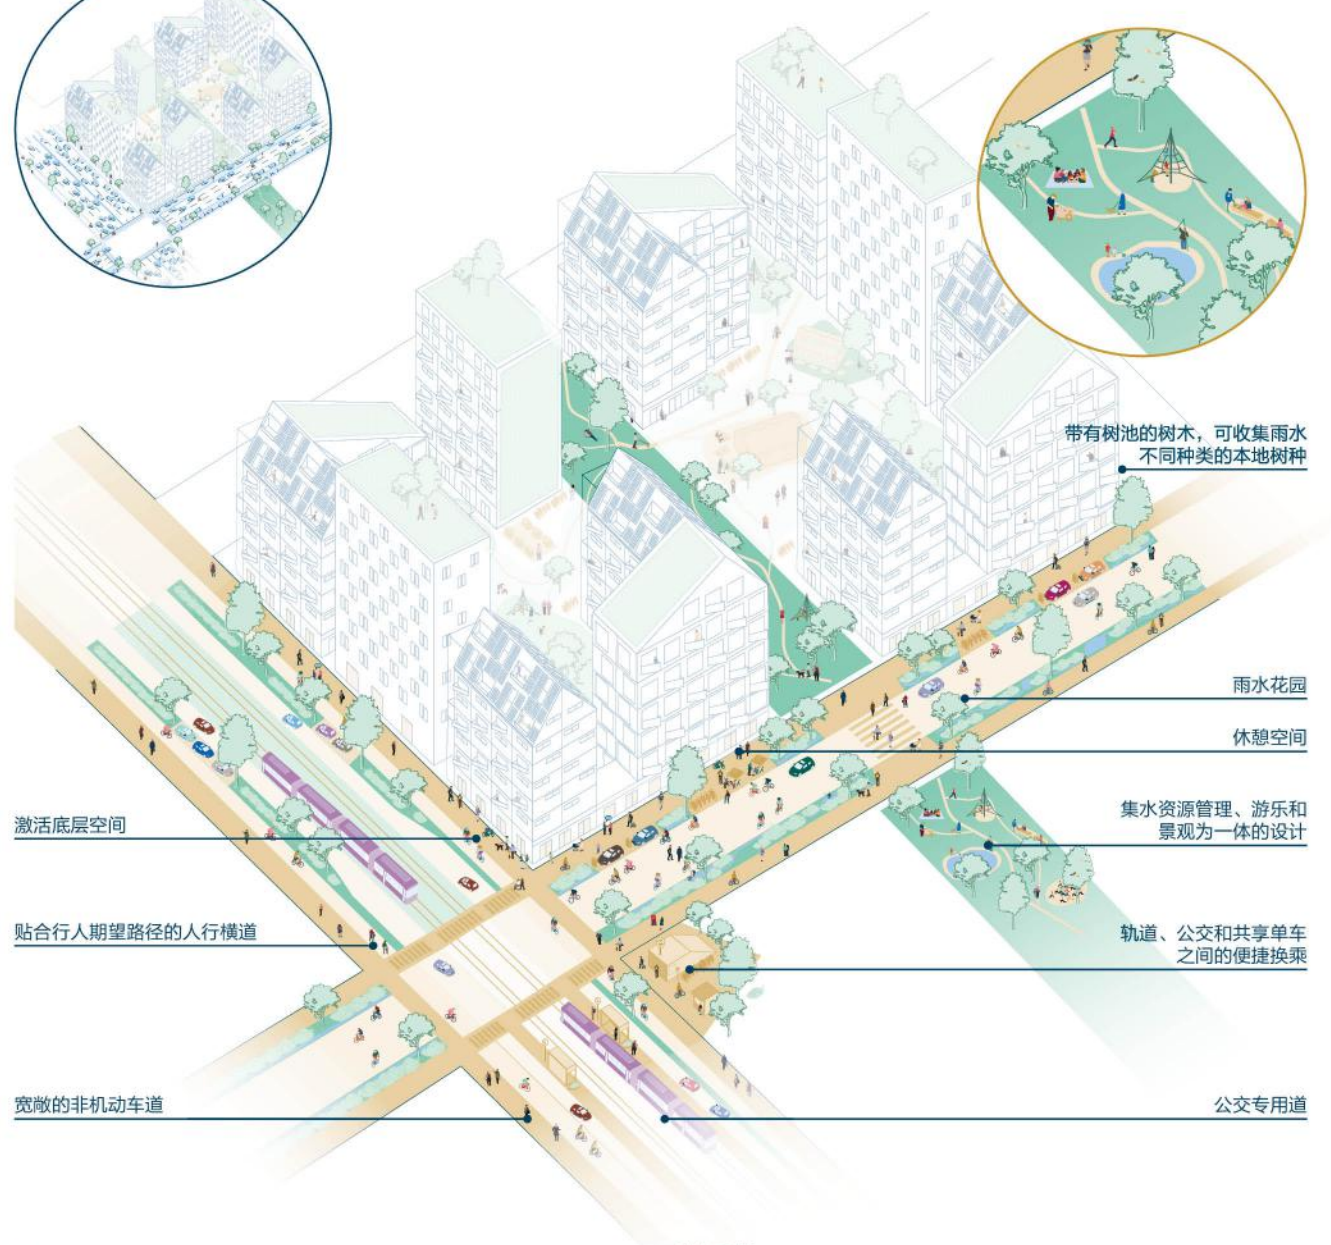 带有树池的树木，可收集雨水
不同种类的本地树种
雨水花园
休憩空间
集水资源管理、游乐和
景观为一体的设计
激活底层空间
贴合行人期望路径的人行横道
轨道、公交和共享单车
之间的便捷换乘
宽敞的非机动车道
公交专用道